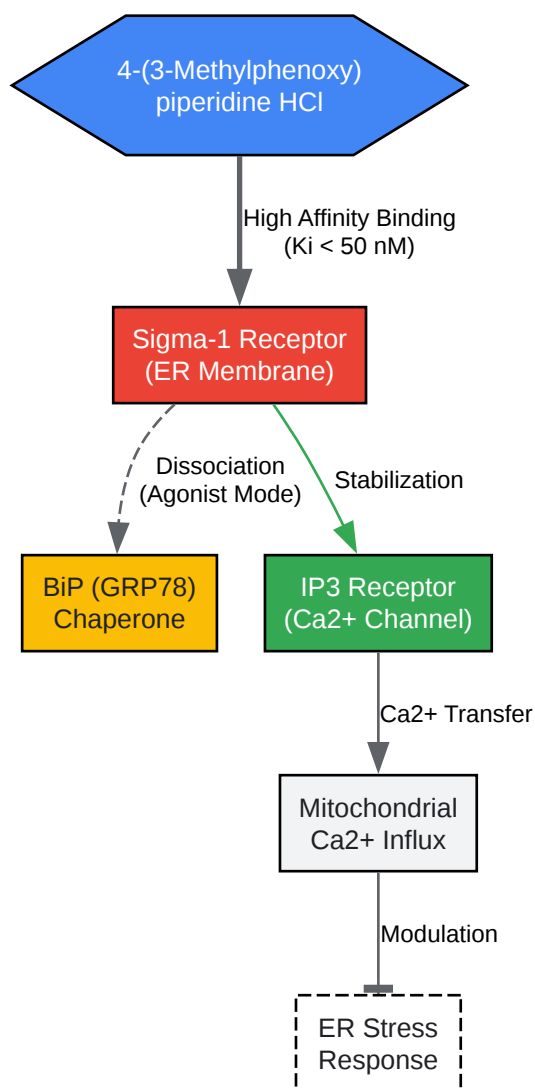 4-(3-Methylphenoxy)
piperidine HCl
High Affinity Binding
(Ki < 50 nM)
Sigma-1 Receptor
(ER Membrane)
Dissociation
(Agonist Mode)
Stabilization
BiP (GRP78)
Chaperone
IP3 Receptor
(Ca2+ Channel)
Ca2+ Transfer
Mitochondrial
Ca2+ Influx
Modulation
ER Stress
Response